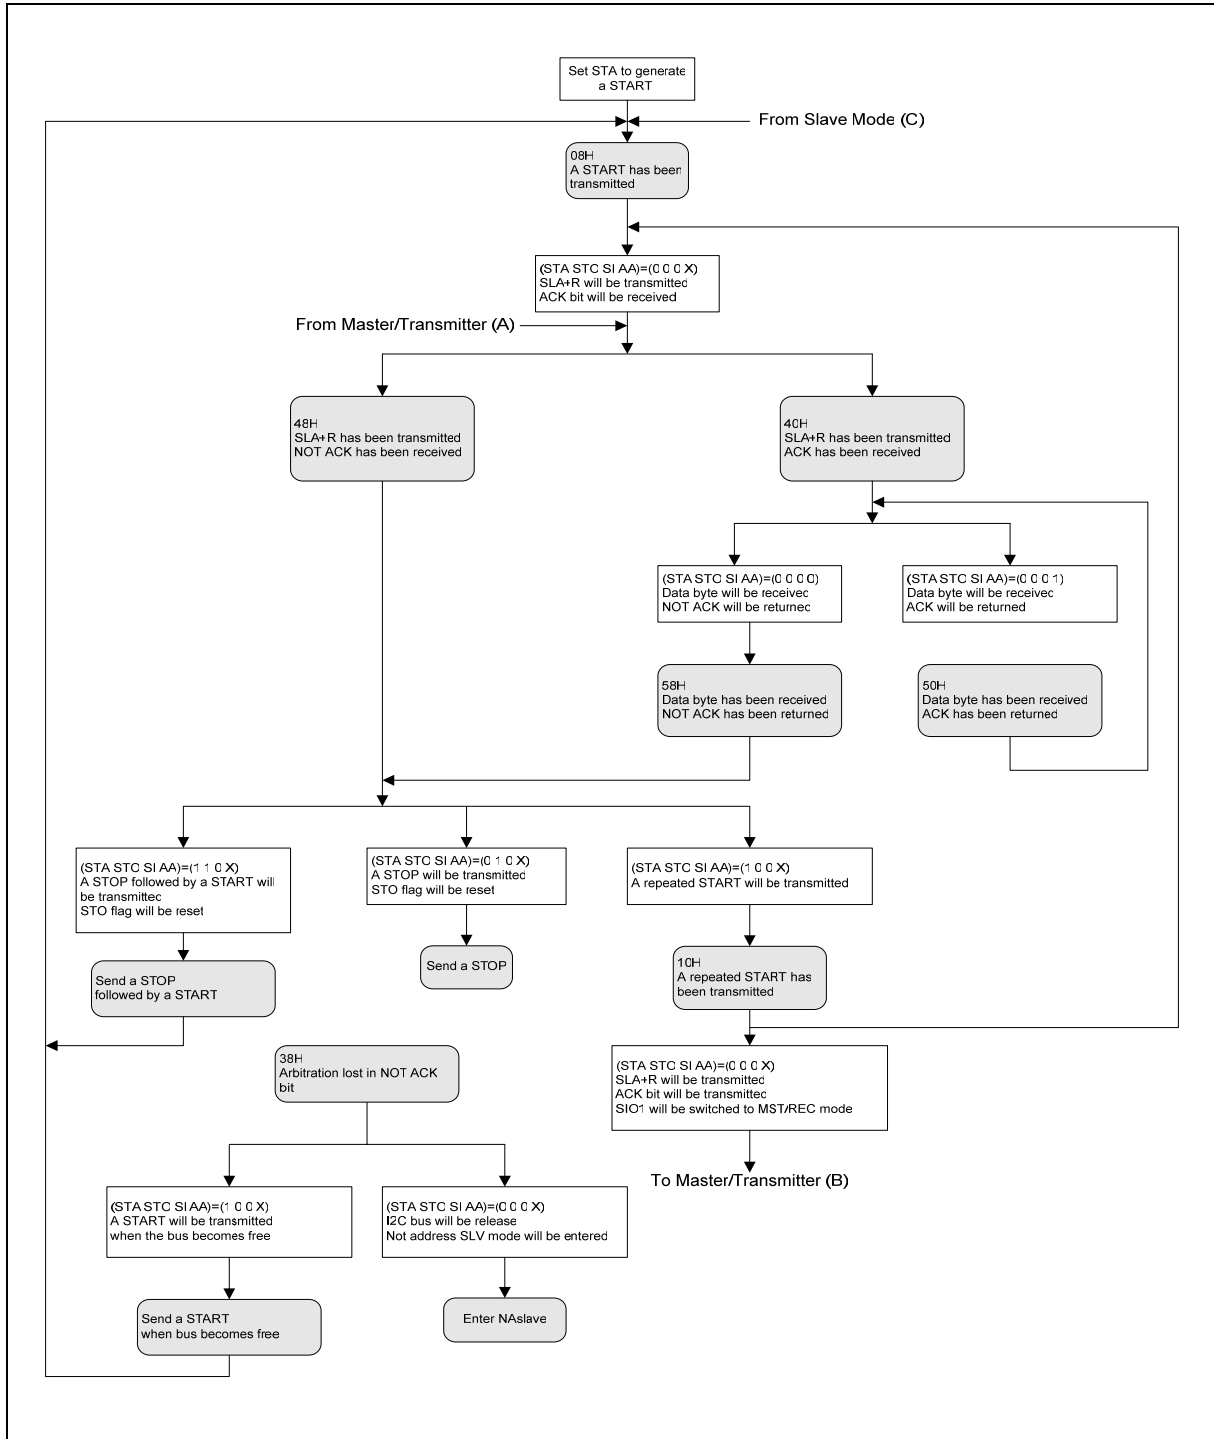 Set STA to generate
a START
From Slave Mode (C)
08H
A START has been
transmitted
(STA STO SI AA)=(0 0 0 X)
SLA+R will be transmitted
ACK bit will be received
From Master/Transmitter (A)
48H
SLA+R has been transmitted
NOT ACK has been received
40H
SLA+R has been transmitted
ACK has been received
(STA STO SI AA)=(0 0 0 0)
Data byte will be received
NOT ACK will be returned
(STA STO SI AA)=(0 0 0 1)
Data byte will be received
ACK will be returned
58H
Data byte has been received
NOT ACK has been returned
50H
Data byte has been received
ACK has been returned
(STA STO SI AA)=(1 1 0 X)
A STOP followed by a START will
be transmitted
STO flag will be reset
(STA STO SI AA)=(0 1 0 X)
A STOP will be transmitted
STO flag will be reset
(STA STO SI AA)=(1 0 0 X)
A repeated START will be transmitted
Send a STOP
followed by a START
Send a STOP
10H
A repeated START has
been transmitted
38H
Arbitration lost in NOT ACK
bit
(STA STO SI AA)=(0 0 0 X)
SLA+R will be transmitted
ACK bit will be transmitted
SIO1 will be switched to MST/REC mode
To Master/Transmitter (B)
(STA STO SI AA)=(1 0 0 X)
A START will be transmitted
when the bus becomes free
(STA STO SI AA)=(0 0 0 X)
I2C bus will be release
Not address SLV mode will be entered
Send a START
when bus becomes free
Enter NAslave